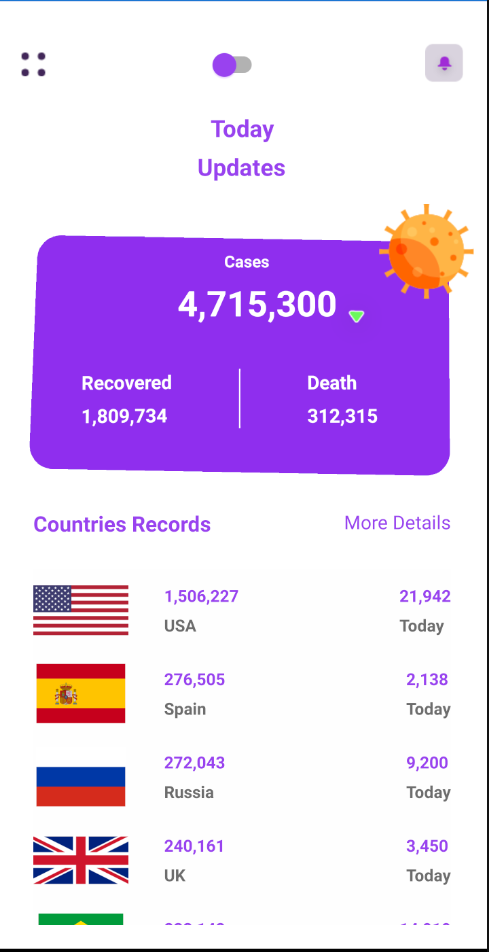 Today
Updates
Cases
4,715,300
Recovered Death
1,809,734 312,315
Countries Records More Details
1,506,227 21,942
USA Today
276,505 2,138
Spain Today
272,043 9,200
Russia Today
240,161 3,450
UK Today